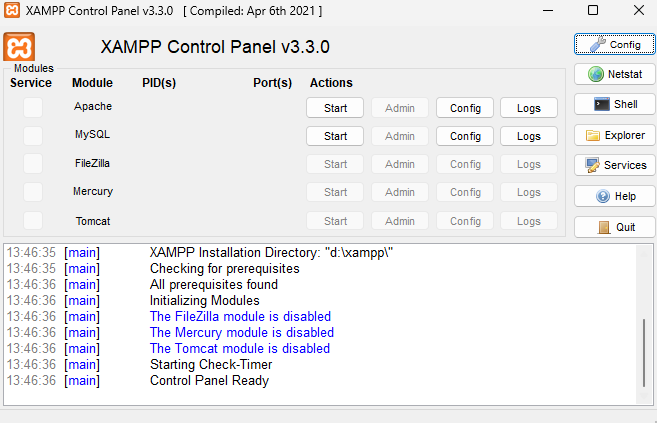 XAMPP Control Panel v3.3.0 [ Compiled: Apr 6th 2021 ]
XAMPP Control Panel v3.3.0
Config
Modules
Netstat
Service Module PID(s) Port(s) Actions
Shell
Apache Start Admin Config Logs
MySQL Start Admin Config Logs
Explorer
FileZilla Start Admin Config Logs
Services
Mercury Start Admin Config Logs
Help
Tomcat Start Admin Config Logs
Quit
13:46:35 [main] XAMPP Installation Directory: "d:\xampp\"
13:46:35 [main] Checking for prerequisites
13:46:36 [main] All prerequisites found
13:46:36 [main] Initializing Modules
13:46:36 [main] The FileZilla module is disabled
13:46:36 [main] The Mercury module is disabled
13:46:36 [main] The Tomcat module is disabled
13:46:36 [main] Starting Check-Timer
13:46:36 [main] Control Panel Ready